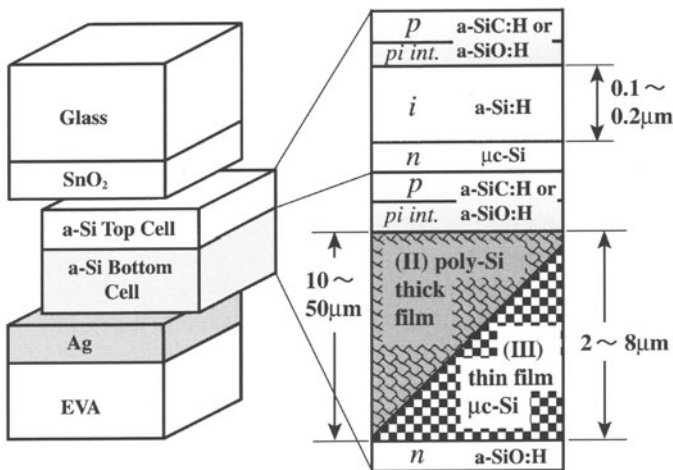 Glass
SnO₂
a-Si Top Cell
a-Si Bottom
Cell
Ag
EVA
p a-SiC:H or
pi int. a-SiO:H
i a-Si:H
0.1 ~
0.2μm
n μc-Si
p a-SiC:H or
pi int. a-SiO:H
10 ~
50μm
(II) poly-Si
thick
film
(III)
thin film
μc-Si
2 ~ 8μm
n a-SiO:H